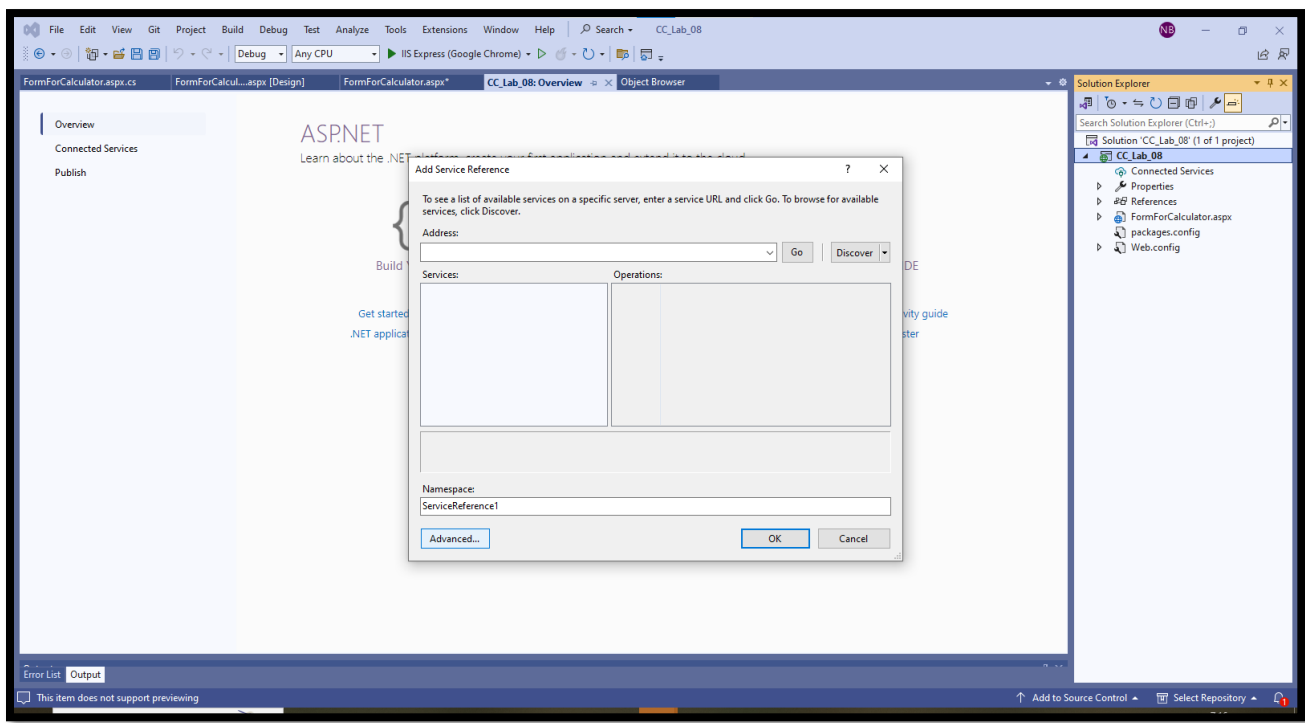 File Edit View Git Project Build Debug Test Analyze Tools Extensions Window Help Search CC_Lab_08 NB
Debug Any CPU IIS Express (Google Chrome)
FormForCalculator.aspx.cs FormForCalcul....aspx [Design] FormForCalculator.aspx* CC_Lab_08: Overview Object Browser
Overview
Connected Services
Publish
ASP.NET
Learn about the .NET platform, create your first application and extend it to the cloud.
Build
Get started
.NET applicat
DE
vity guide
ster
Add Service Reference ?
To see a list of available services on a specific server, enter a service URL and click Go. To browse for available
services, click Discover.
Address:
Go Discover
Services: Operations:
Namespace:
ServiceReference1
Advanced... OK Cancel
Solution Explorer
Search Solution Explorer (Ctrl+;)
Solution 'CC_Lab_08' (1 of 1 project)
CC_Lab_08
Connected Services
Properties
References
FormForCalculator.aspx
packages.config
Web.config
Error List Output
This item does not support previewing Add to Source Control Select Repository 1